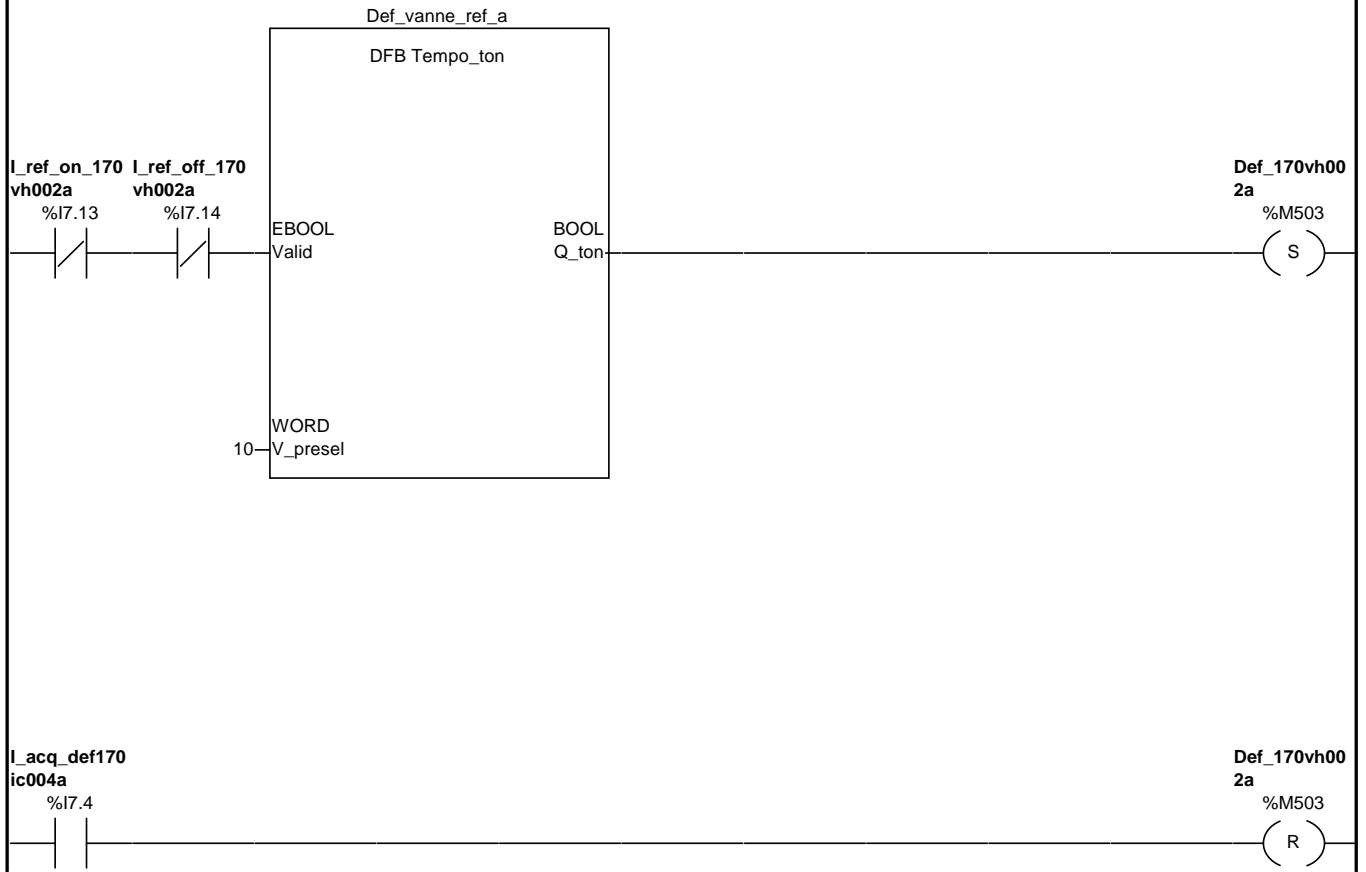 Def_vanne_ref_a
DFB Tempo_ton
I_ref_on_170 I_ref_off_170
vh002a vh002a
%I7.13 %I7.14
EBOOL
Valid
BOOL
Q_ton
Def_170vh00
2a
%M503
S
WORD
10 V_presel
I_acq_def170
ic004a
%I7.4
Def_170vh00
2a
%M503
R